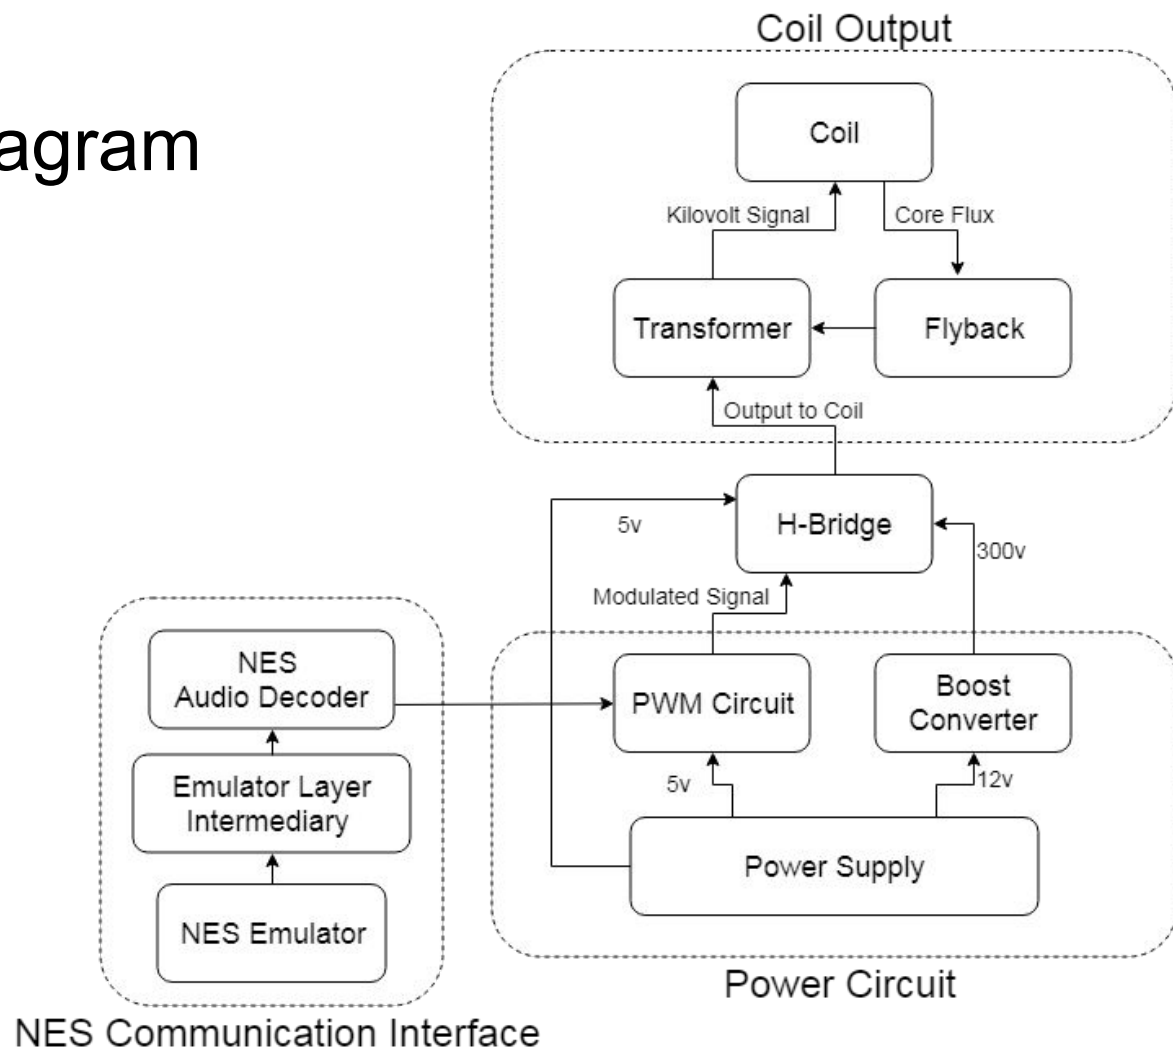 agram
Coil Output
Coil
Kilovolt Signal
Core Flux
Transformer
Flyback
Output to Coil
H-Bridge
5v
300v
Modulated Signal
NES
Audio Decoder
PWM Circuit
Boost
Converter
Emulator Layer
Intermediary
5v
12v
Power Supply
NES Emulator
Power Circuit
NES Communication Interface